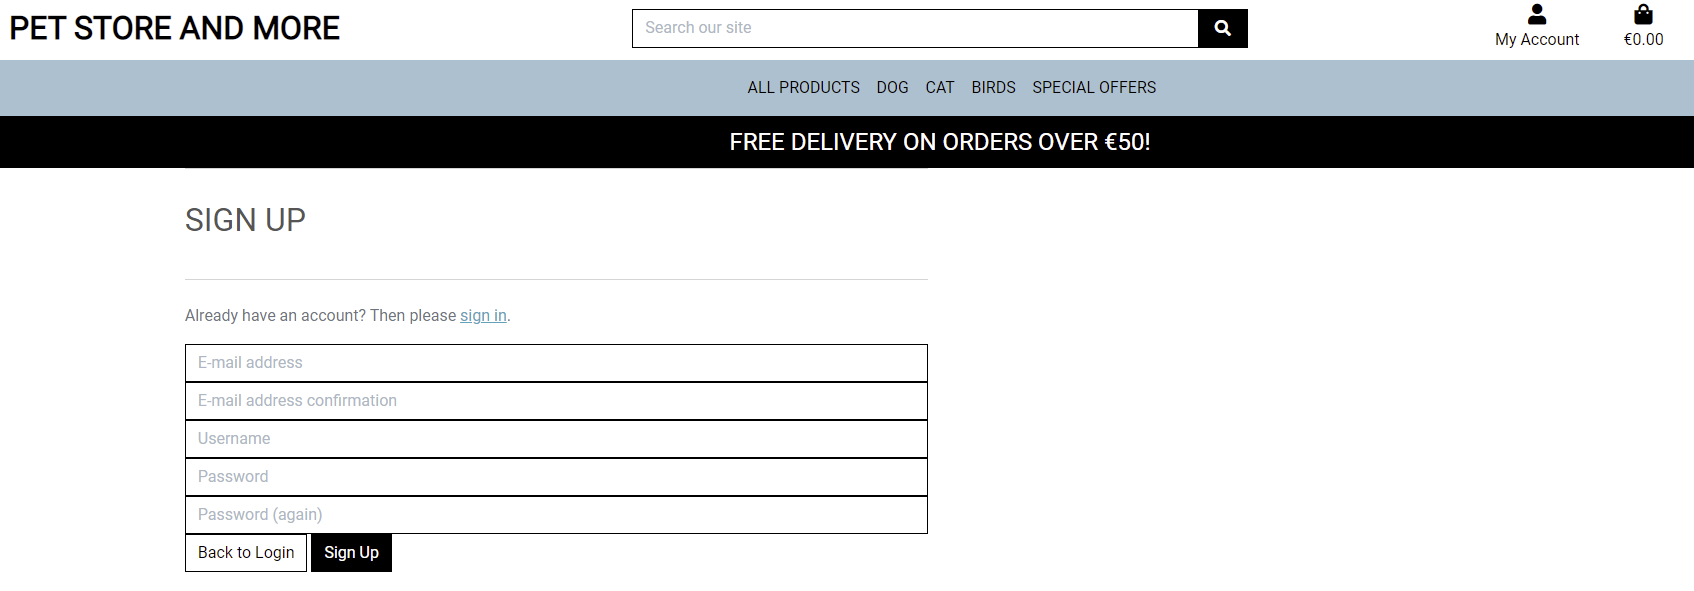 PET STORE AND MORE
Search our site
My Account
€0.00
ALL PRODUCTS DOG CAT BIRDS SPECIAL OFFERS
FREE DELIVERY ON ORDERS OVER €50!
SIGN UP
Already have an account? Then please sign in.
E-mail address
E-mail address confirmation
Username
Password
Password (again)
Back to Login Sign Up